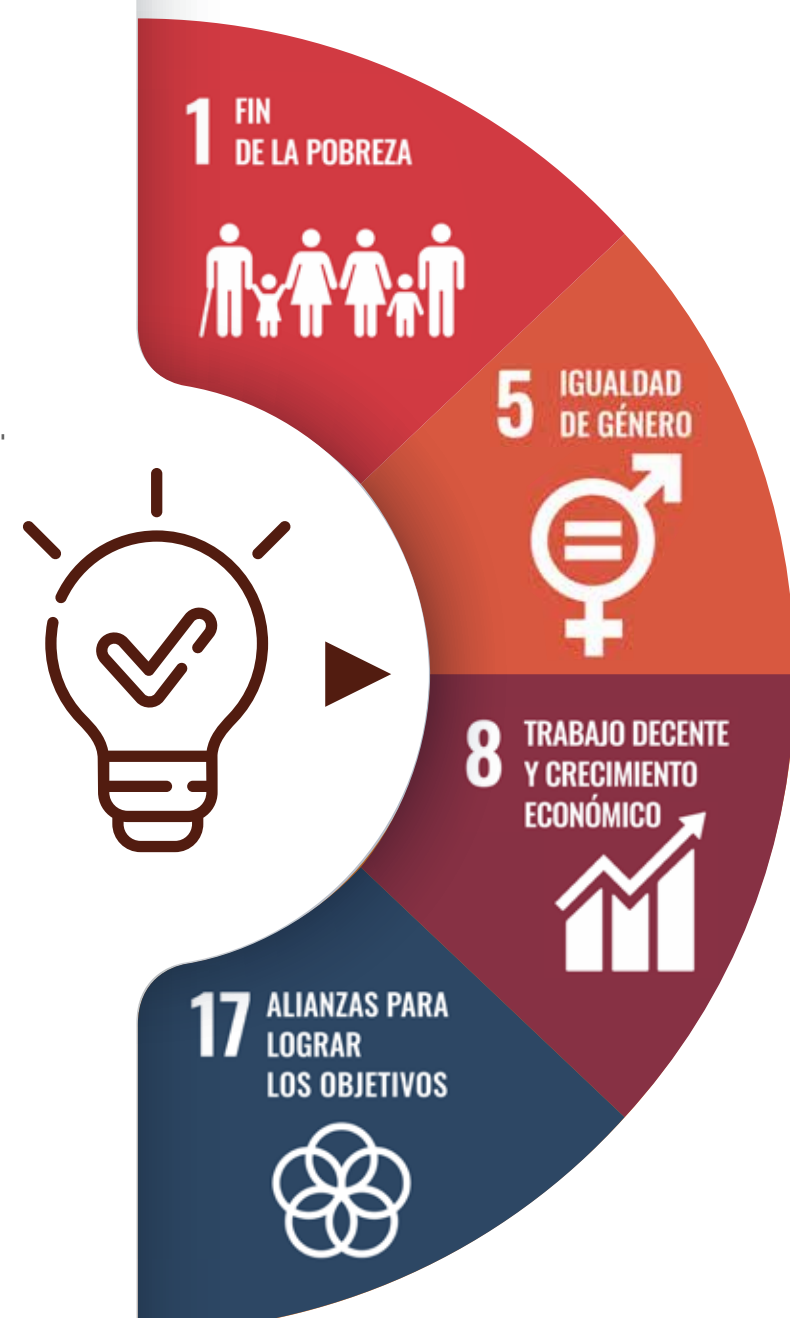 1 FIN
DE LA POBREZA
5 IGUALDAD
DE GÉNERO
8 TRABAJO DECENTE
Y CRECIMIENTO
ECONÓMICO
17 ALIANZAS PARA
LOGRAR
LOS OBJETIVOS